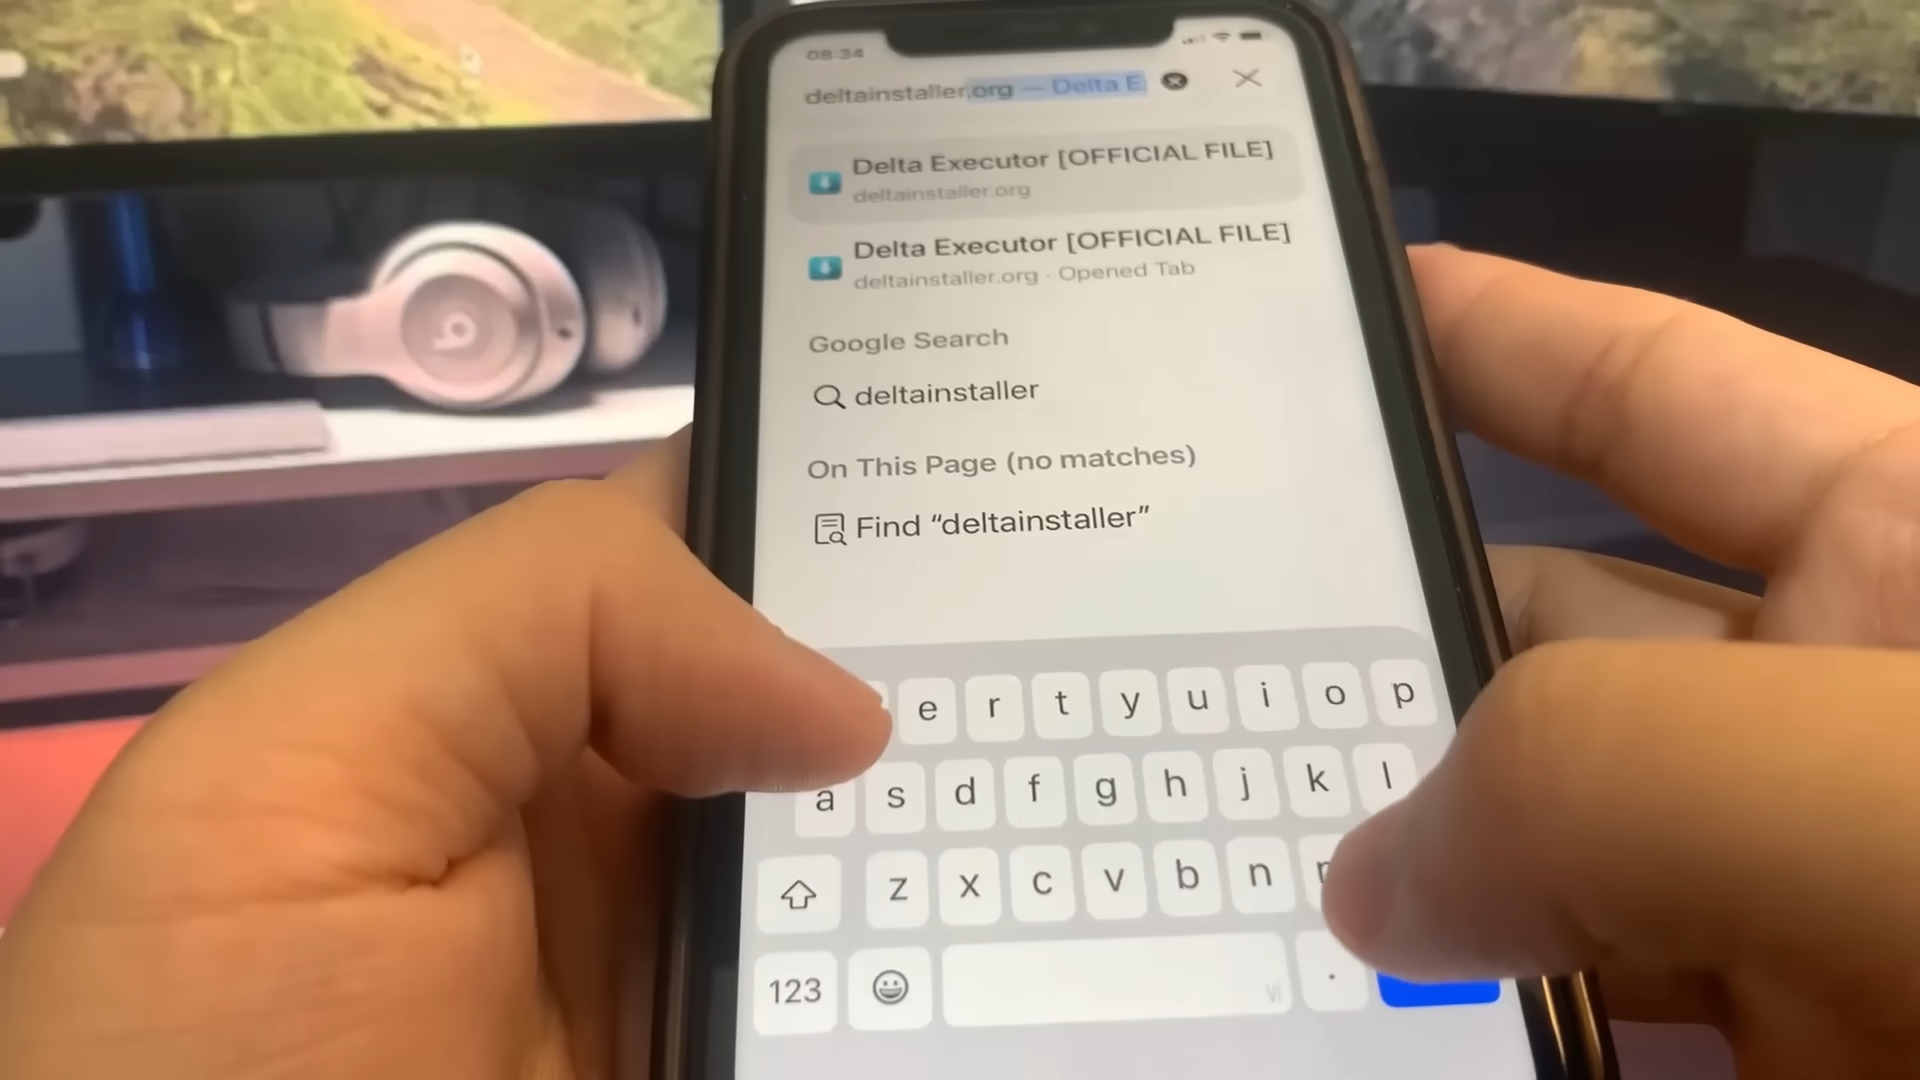 08:34
deltainstaller.org — Delta E
Delta Executor [OFFICIAL FILE]
deltainstaller.org
Delta Executor [OFFICIAL FILE]
deltainstaller.org · Opened Tab
Google Search
deltainstaller
On This Page (no matches)
Find “deltainstaller”
e r t y u i o p
a s d f g h j k l
z x c v b n
123
VI
.